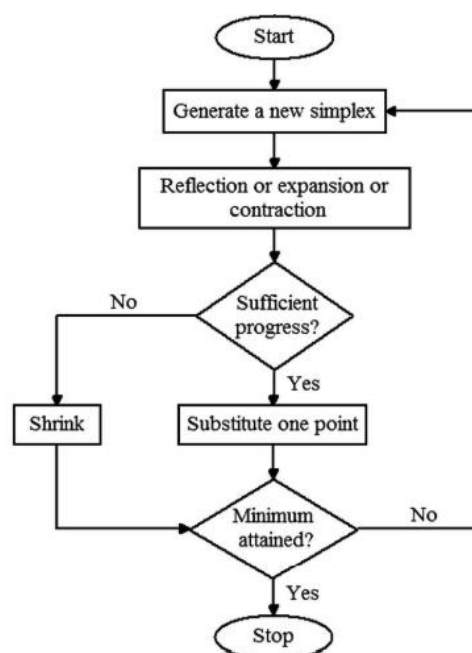 Start
Generate a new simplex
Reflection or expansion or
contraction
No
Sufficient
progress?
Yes
Shrink
Substitute one point
Minimum
attained?
No
Yes
Stop